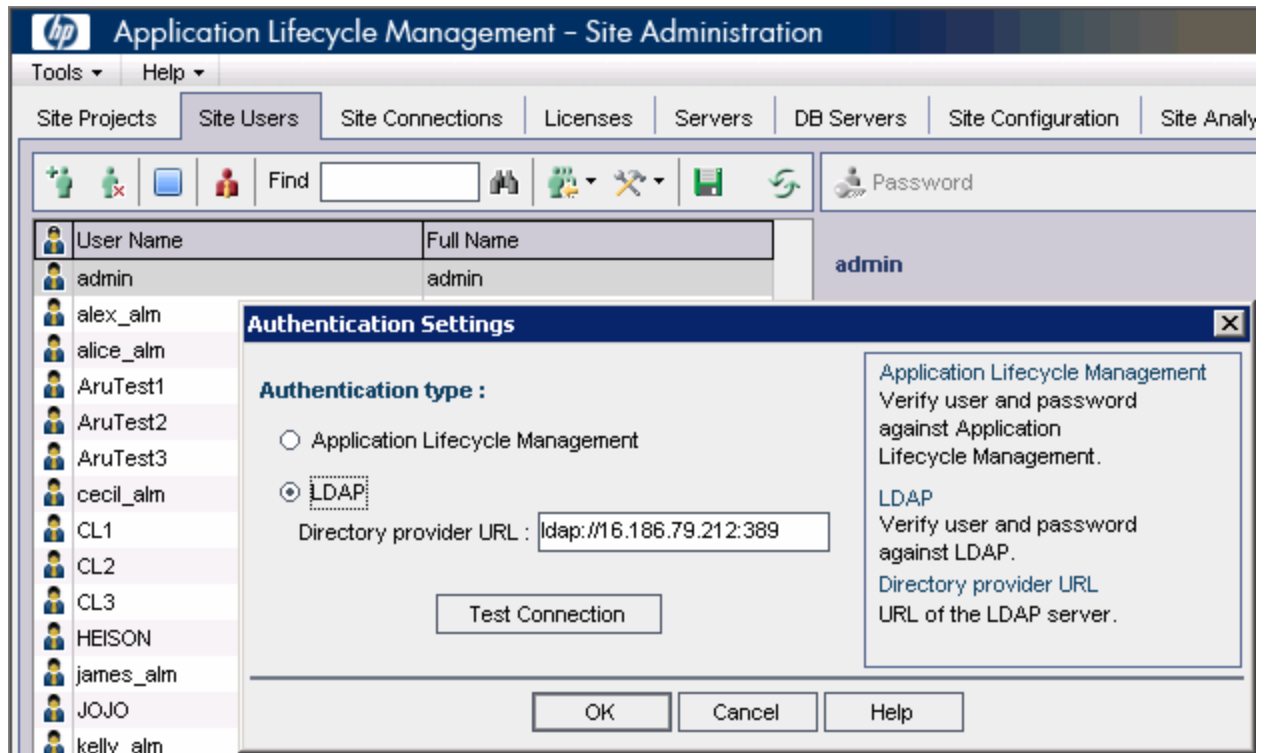 hp Application Lifecycle Management – Site Administration
Tools Help
Site Projects Site Users Site Connections Licenses Servers DB Servers Site Configuration Site Analy
Find Password
User Name Full Name
admin admin
admin
alex_alm
alice_alm
AruTest1
AruTest2
AruTest3
cecil_alm
CL1
CL2
CL3
HEISON
james_alm
JOJO
kelly_alm
Authentication Settings
Authentication type :
Application Lifecycle Management
LDAP
Directory provider URL : ldap://16.186.79.212:389
Test Connection
Application Lifecycle Management
Verify user and password
against Application
Lifecycle Management.
LDAP
Verify user and password
against LDAP.
Directory provider URL
URL of the LDAP server.
OK Cancel Help